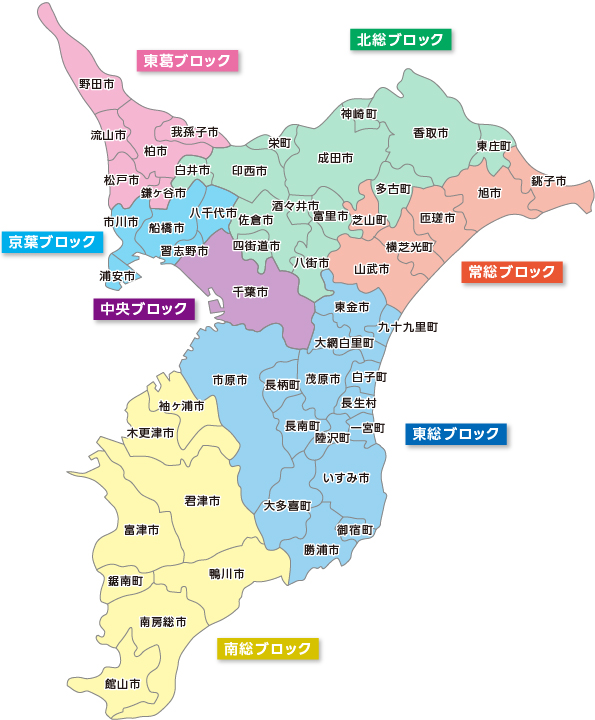 北総ブロック
東葛ブロック
野田市
神崎町
香取市
流山市
我孫子市
栄町
柏市
東庄町
成田市
白井市
印西市
松戸市
鎌ケ谷市
多古町
旭市
銚子市
八千代市
酒々井市
富里市
芝山町
匝瑳市
市川市
船橋市
佐倉市
京葉ブロック
習志野市
四街道市
横芝光町
八街市
山武市
常総ブロック
浦安市
千葉市
中央ブロック
東金市
九十九里町
大網白里町
市原市
長柄町
茂原市
白子町
袖ヶ浦市
長生村
木更津市
長南町
一宮町
陸沢町
東総ブロック
いすみ市
君津市
大多喜町
富津市
御宿町
勝浦市
鋸南町
鴨川市
南房総市
南総ブロック
館山市